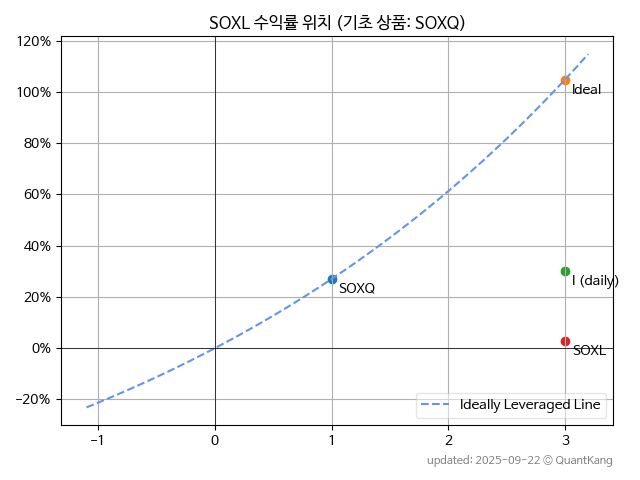 SOXL 수익률 위치 (기초 상품: SOXQ)
120%
100%
80%
60%
40%
20%
0%
−20%
Ideal
SOXQ
I (daily)
SOXL
Ideally Leveraged Line
−1
0
1
2
3
updated: 2025-09-22 © QuantKang